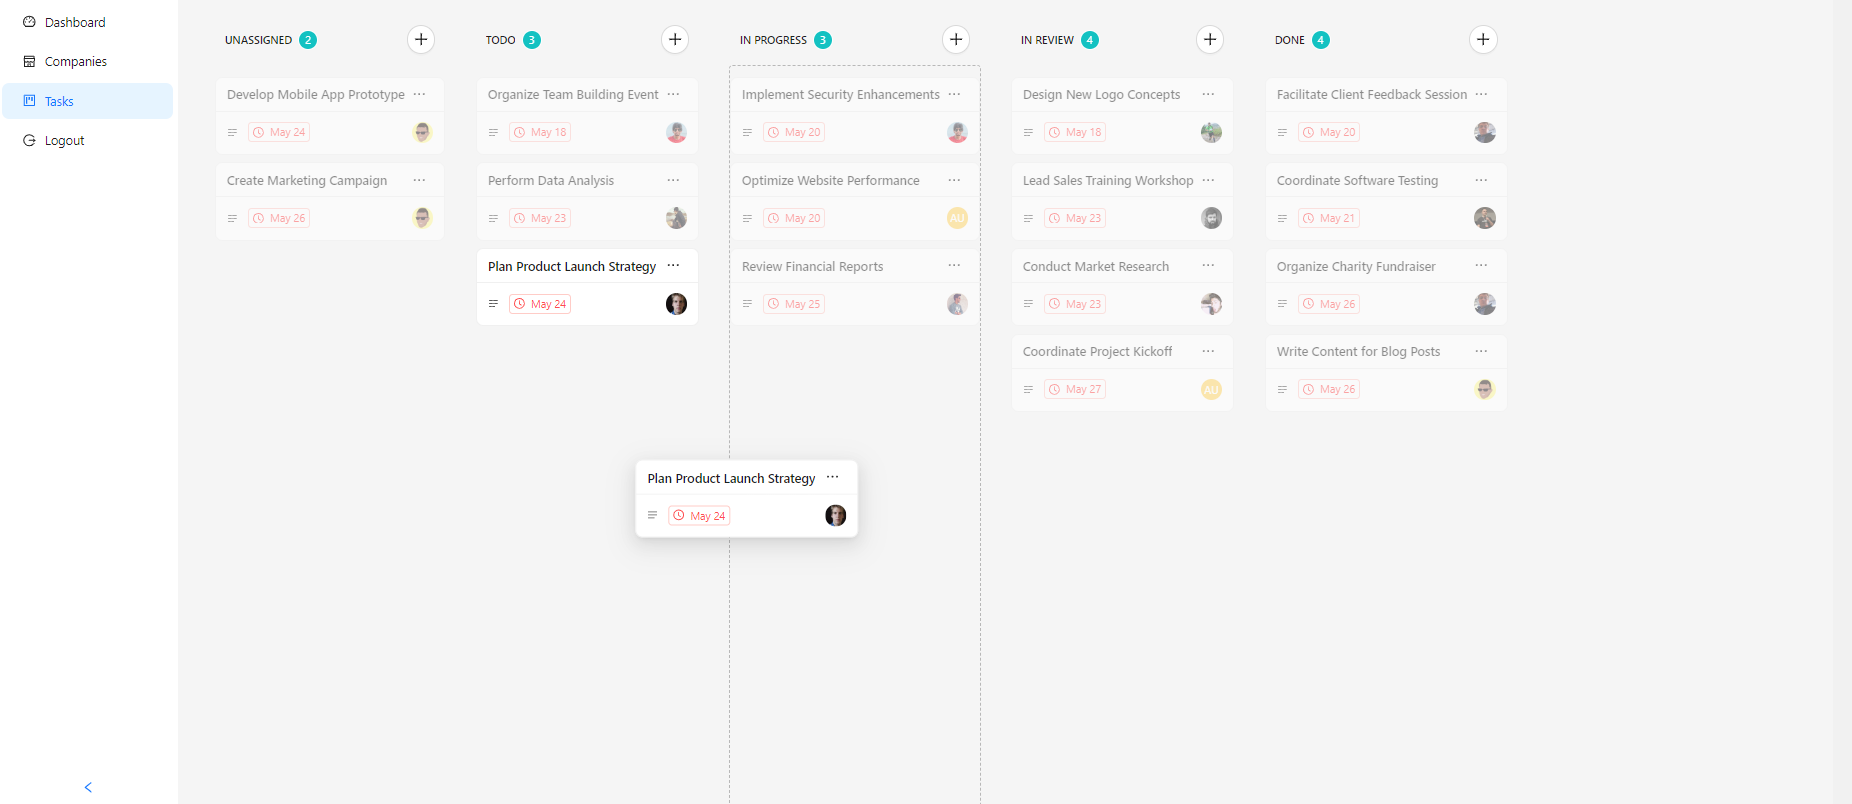 Dashboard
Companies
Tasks
Logout
UNASSIGNED 2
Develop Mobile App Prototype
May 24
Create Marketing Campaign
May 26
TODO 3
Organize Team Building Event
May 18
Perform Data Analysis
May 23
Plan Product Launch Strategy
May 24
IN PROGRESS 3
Implement Security Enhancements
May 20
Optimize Website Performance
May 20 AU
Review Financial Reports
May 25
Plan Product Launch Strategy
May 24
IN REVIEW 4
Design New Logo Concepts
May 18
Lead Sales Training Workshop
May 23
Conduct Market Research
May 23
Coordinate Project Kickoff
May 27 AU
DONE 4
Facilitate Client Feedback Session
May 20
Coordinate Software Testing
May 21
Organize Charity Fundraiser
May 26
Write Content for Blog Posts
May 26